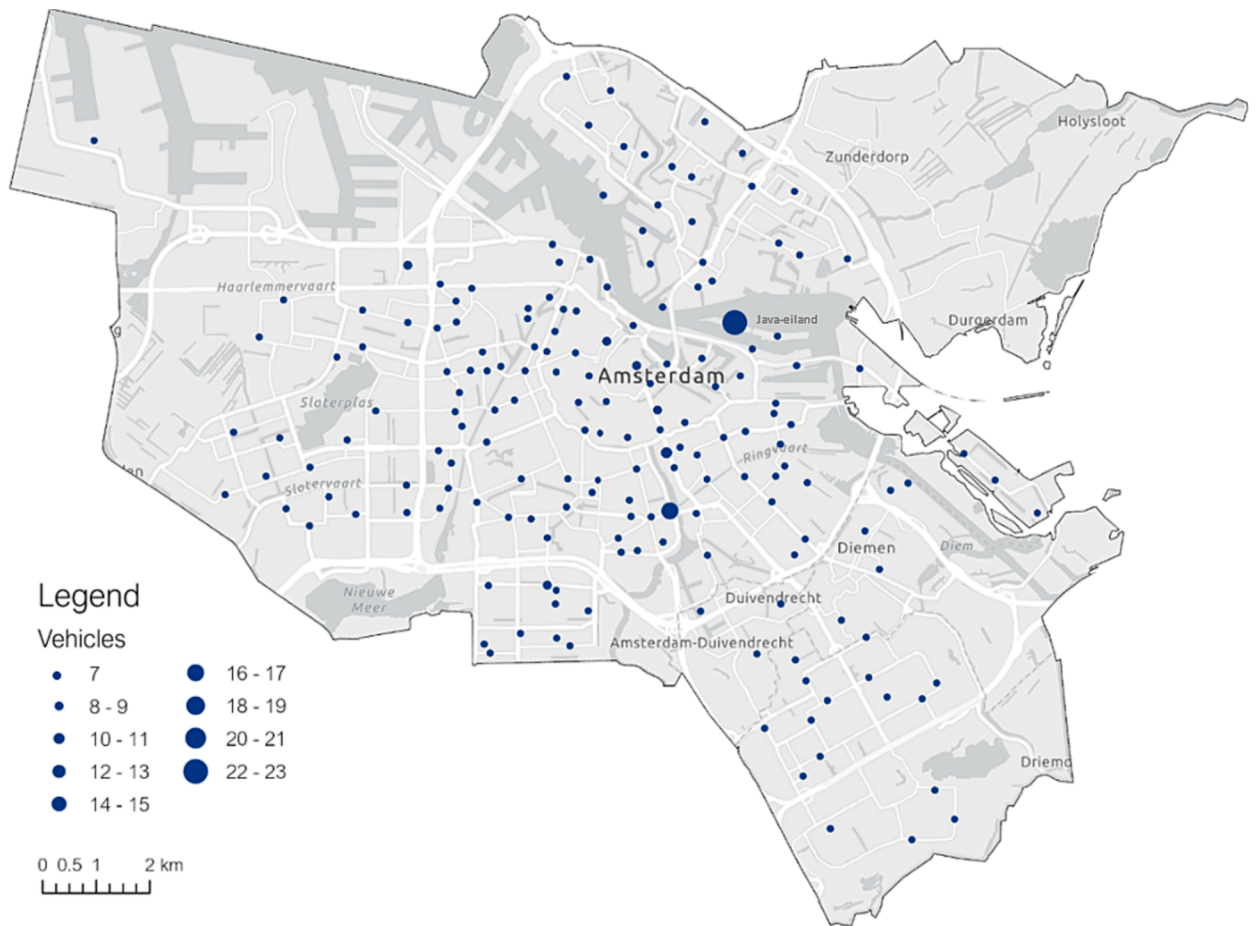 Holysloot
Zunderdorp
Haarlemmervaart
Java-eiland
Durgerdam
g
Amsterdam
Sloterplas
Ringvaart
en
Slotervaart
Diemen
Diem
Legend
Nieuwe
Meer
Duivendrecht
Vehicles
Amsterdam-Duivendrecht
7
16 - 17
8 - 9
18 - 19
10 - 11
20 - 21
12 - 13
22 - 23
Driemo
14 - 15
0 0.5 1 2 km